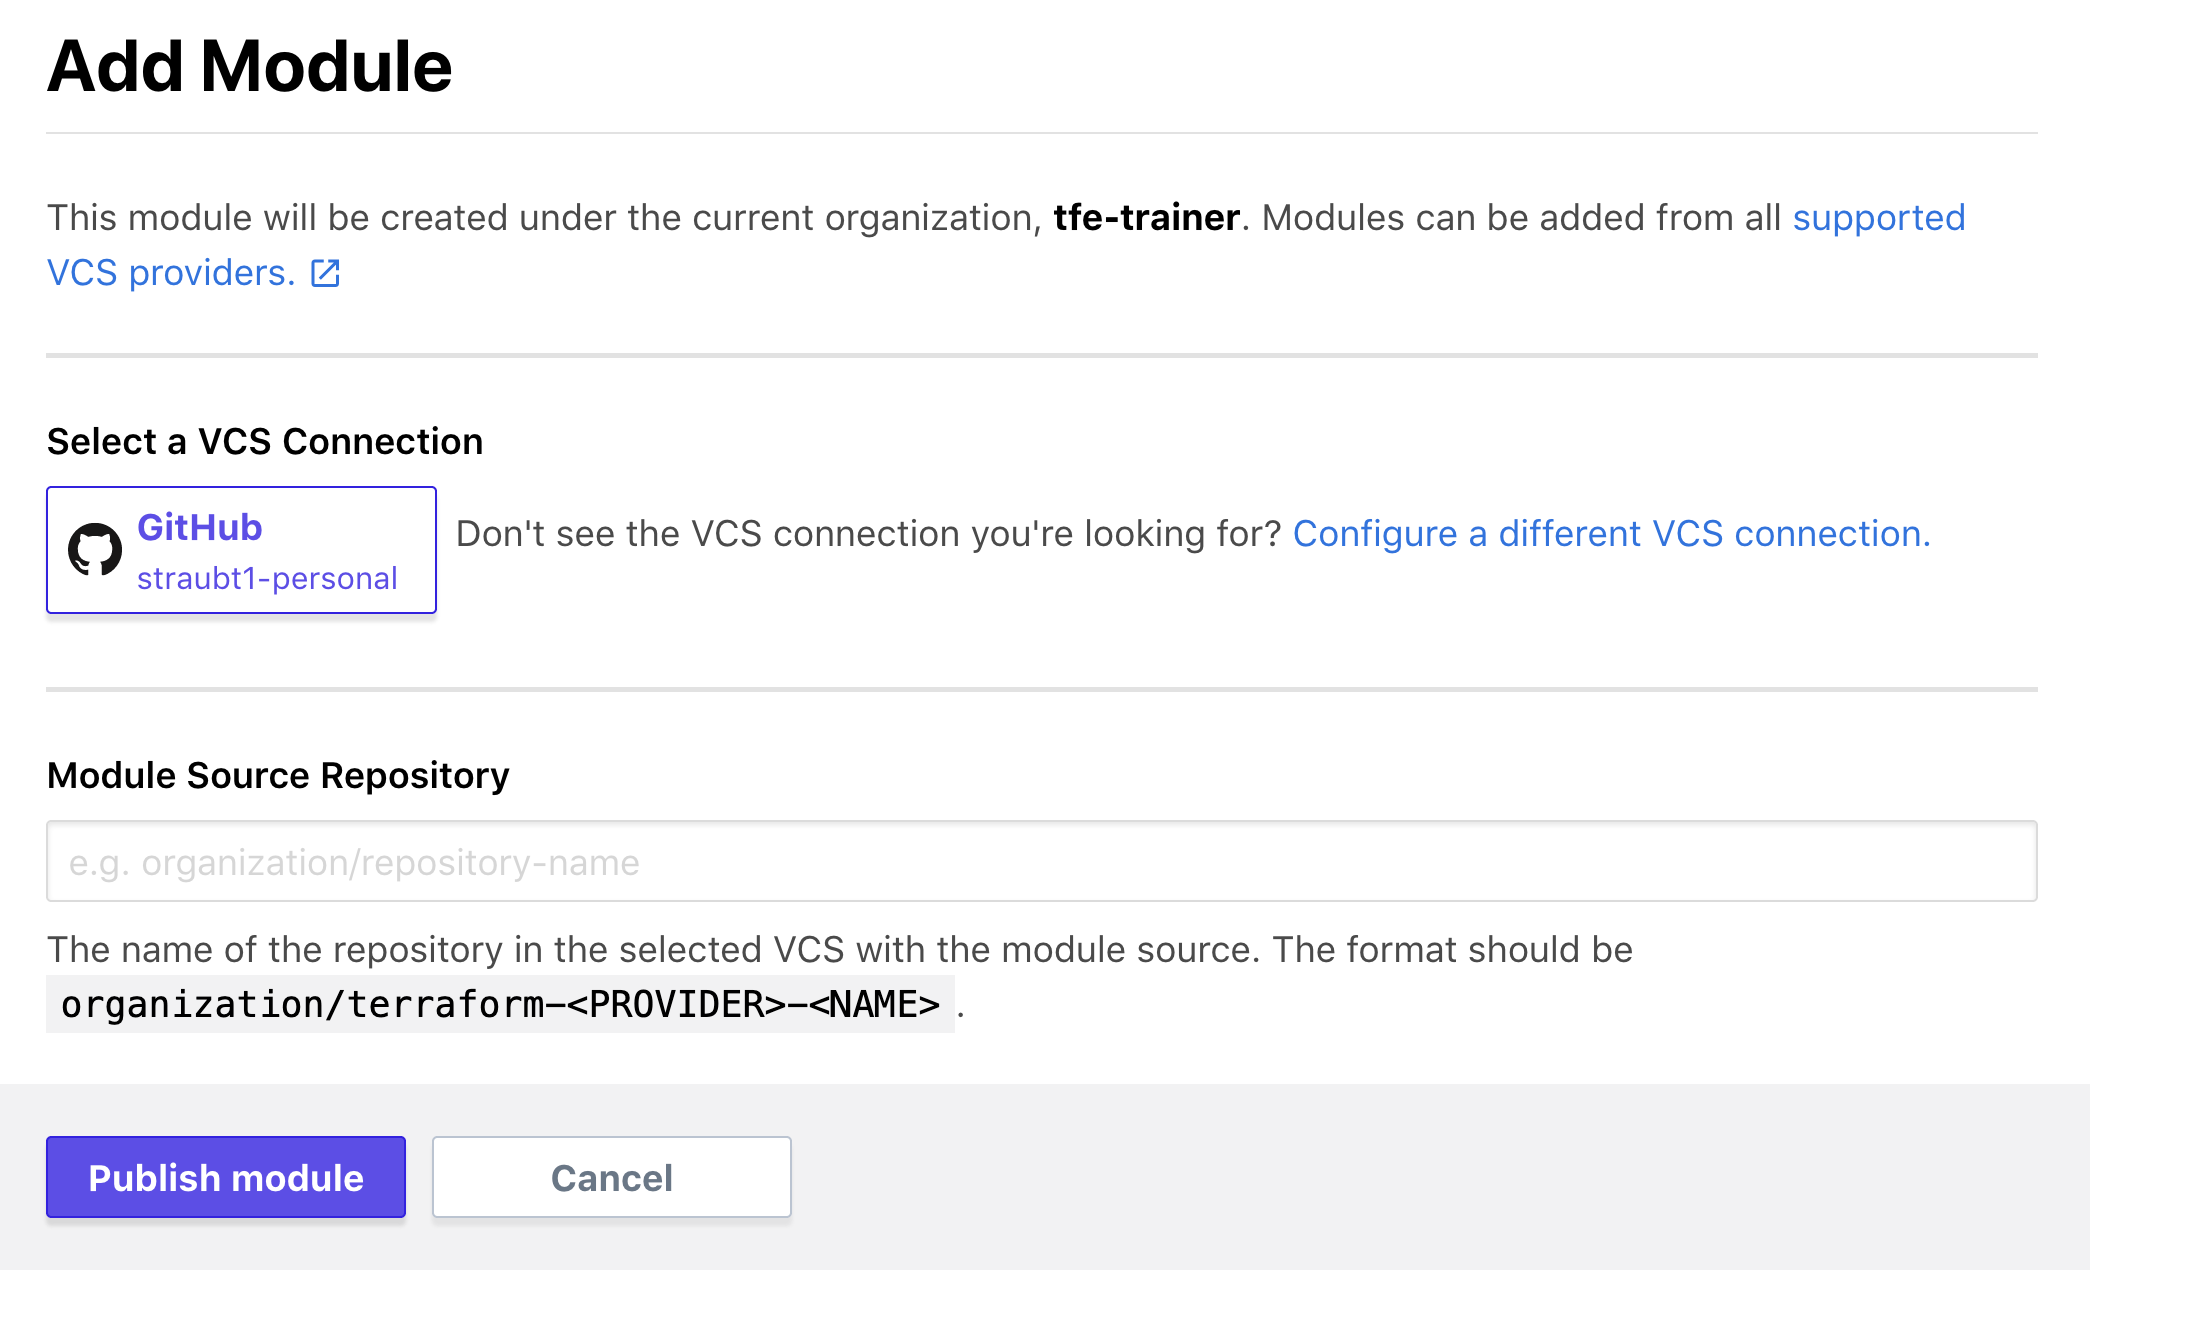 Add Module
This module will be created under the current organization, tfe-trainer. Modules can be added from all supported
VCS providers.
Select a VCS Connection
GitHub
straubt1-personal
Don't see the VCS connection you're looking for? Configure a different VCS connection.
Module Source Repository
e.g. organization/repository-name
The name of the repository in the selected VCS with the module source. The format should be
organization/terraform-<PROVIDER>-<NAME> .
Publish module
Cancel